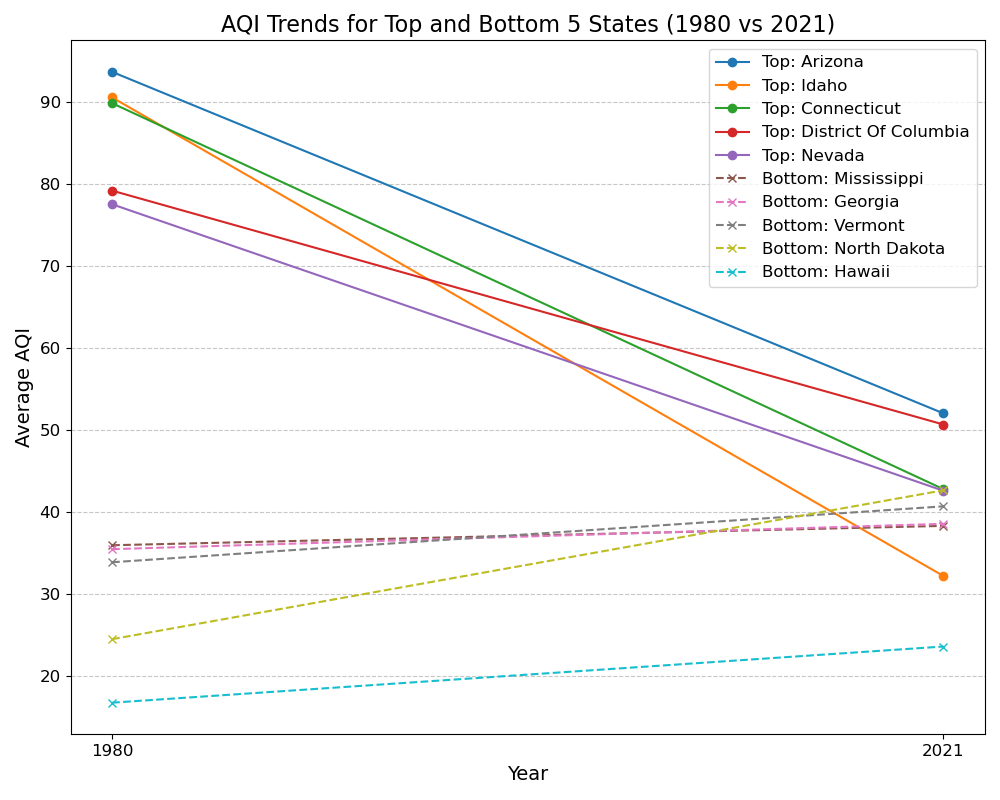 AQI Trends for Top and Bottom 5 States (1980 vs 2021)
Top: Arizona
Top: Idaho
Top: Connecticut
Top: District Of Columbia
Top: Nevada
Bottom: Mississippi
Bottom: Georgia
Bottom: Vermont
Bottom: North Dakota
Bottom: Hawaii
Average AQI
90
80
70
60
50
40
30
20
1980
2021
Year